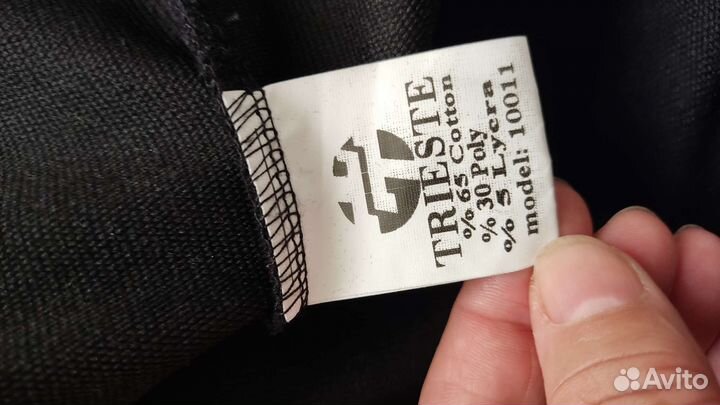 TRIESTE
% 65 Cotton
% 30 Poly
% 5 Lycra
model: 10011
Avito